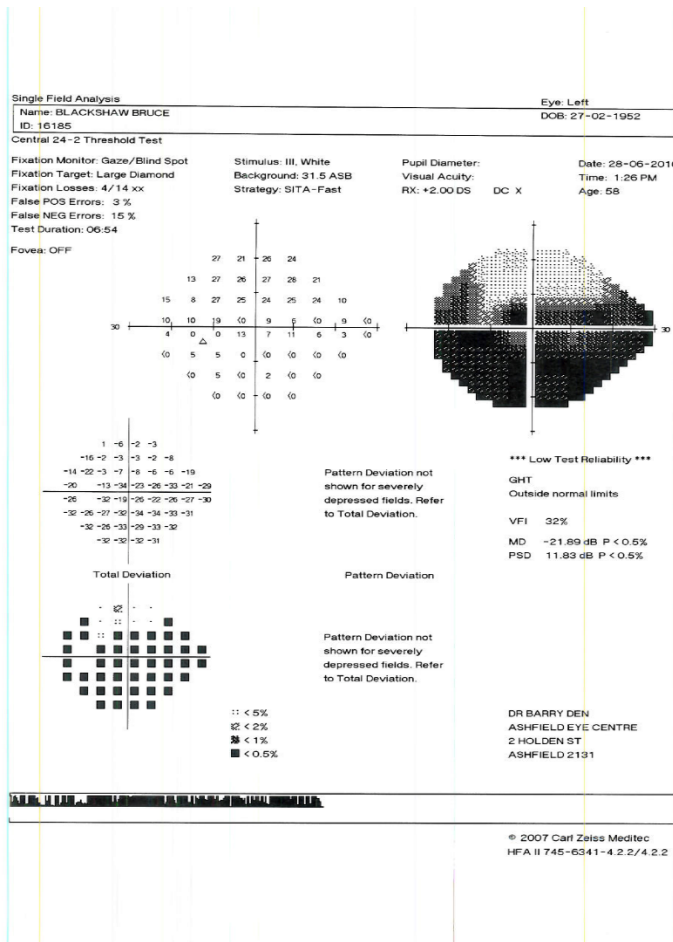 Single Field Analysis
Eye: Left
Name: BLACKSHAW BRUCE
DOB: 27-02-1952
ID: 16185
Central 24-2 Threshold Test
Fixation Monitor: Gaze/Blind Spot
Fixation Target: Large Diamond
Fixation Losses: 4/14 xx
False POS Errors: 3 %
False NEG Errors: 15 %
Test Duration: 06:54
Fovea: OFF
Stimulus: III, White
Background: 31.5 ASB
Strategy: SITA-Fast
Pupil Diameter:
Visual Acuity:
RX: +2.00 DS DC X
Date: 28-06-2010
Time: 1:26 PM
Age: 58
27 21 26 24
13 27 26 27 28 21
15 8 27 25 24 25 24 10
10 10 19 <0 9 6 <0 9 <0
30
30
4 0 0 13 7 11 6 3 <0
<0 5 5 0 <0 <0 <0 <0
<0 5 <0 2 <0 <0
<0 <0 <0 <0
1 -6 -2 -3
-16 -2 -3 -3 -2 -8
-14 -22 -3 -7 -8 -6 -6 -19
-20 -13 -34 -23 -26 -33 -21 -29
-26 -32 -19 -26 -22 -26 -27 -30
-32 -26 -27 -32 -34 -34 -33 -31
-32 -26 -33 -29 -33 -32
-32 -32 -32 -31
Total Deviation
Pattern Deviation not
shown for severely
depressed fields. Refer
to Total Deviation.
Pattern Deviation
*** Low Test Reliability ***
GHT
Outside normal limits
VFI 32%
MD -21.89 dB P < 0.5%
PSD 11.83 dB P < 0.5%
Pattern Deviation not
shown for severely
depressed fields. Refer
to Total Deviation.
< 5%
< 2%
< 1%
< 0.5%
DR BARRY DEN
ASHFIELD EYE CENTRE
2 HOLDEN ST
ASHFIELD 2131
© 2007 Carl Zeiss Meditec
HFA II 745-6341-4.2.2/4.2.2